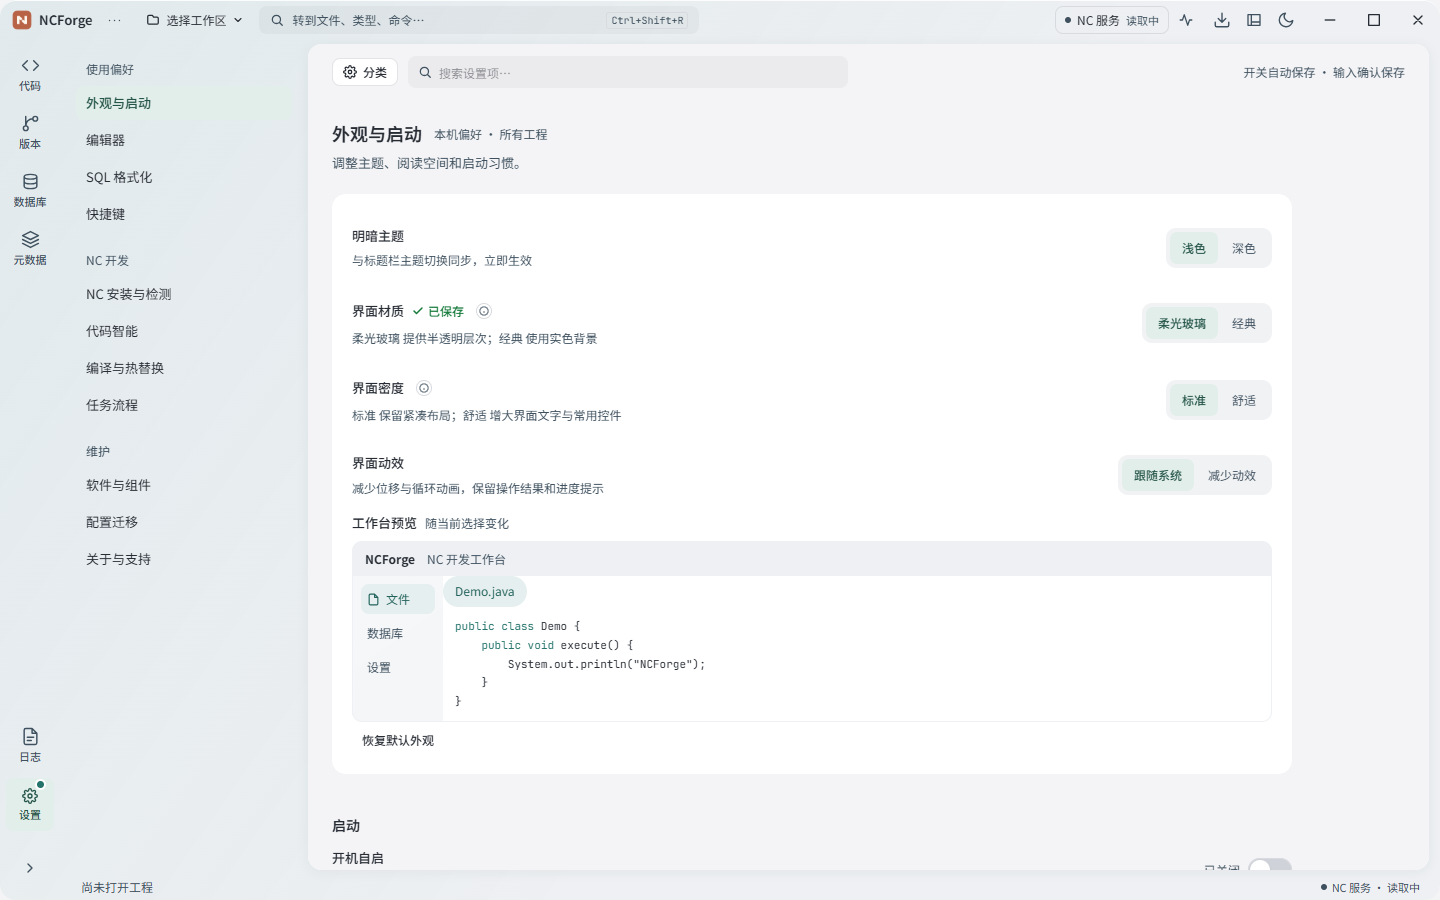 NCForge ··· 选择工作区 转到文件、类型、命令··· Ctrl+Shift+R NC 服务 读取中
代码
版本
数据库
元数据
日志
设置
使用偏好
外观与启动
编辑器
SQL 格式化
快捷键
NC 开发
NC 安装与检测
代码智能
编译与热替换
任务流程
维护
软件与组件
配置迁移
关于与支持
分类 搜索设置项··· 开关自动保存 · 输入确认保存
外观与启动 本机偏好 · 所有工程
调整主题、阅读空间和启动习惯。
明暗主题
与标题栏主题切换同步，立即生效
浅色 深色
界面材质 已保存
柔光玻璃 提供半透明层次；经典 使用实色背景
柔光玻璃 经典
界面密度
标准 保留紧凑布局；舒适 增大界面文字与常用控件
标准 舒适
界面动效
减少位移与循环动画，保留操作结果和进度提示
跟随系统 减少动效
工作台预览 随当前选择变化
NCForge NC 开发工作台
文件
数据库
设置
Demo.java
public class Demo {
public void execute() {
System.out.println("NCForge");
}
}
恢复默认外观
启动
开机自启
已关闭
尚未打开工程 NC 服务 · 读取中